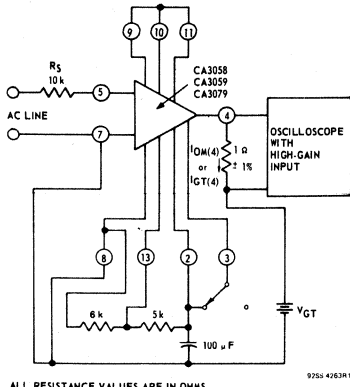 9 10 11
CA3058
CA3059
CA3079
RS
10 k
5
AC LINE
7
4
IOM(4)
or
IGT(4)
1 Ω
± 1%
OSCILLOSCOPE
WITH
HIGH-GAIN
INPUT
8 13 2 3
6 k
5 k
VGT
100 μF
92SS 4263R1
ALL RESISTANCE VALUES ARE IN OHMS